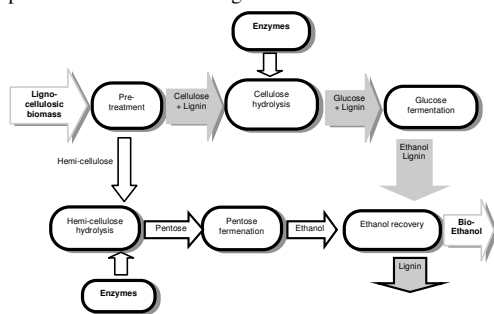 Enzymes
Ligno-
cellulosic
biomass
Pre-
treatment
Cellulose
+ Lignin
Cellulose
hydrolysis
Glucose
+ Lignin
Glucose
fermentation
Hemi-cellulose
Ethanol
Lignin
Hemi-cellulose
hydrolysis
Pentose
Pentose
fermenation
Ethanol
Ethanol recovery
Bio-
Ethanol
Lignin
Enzymes